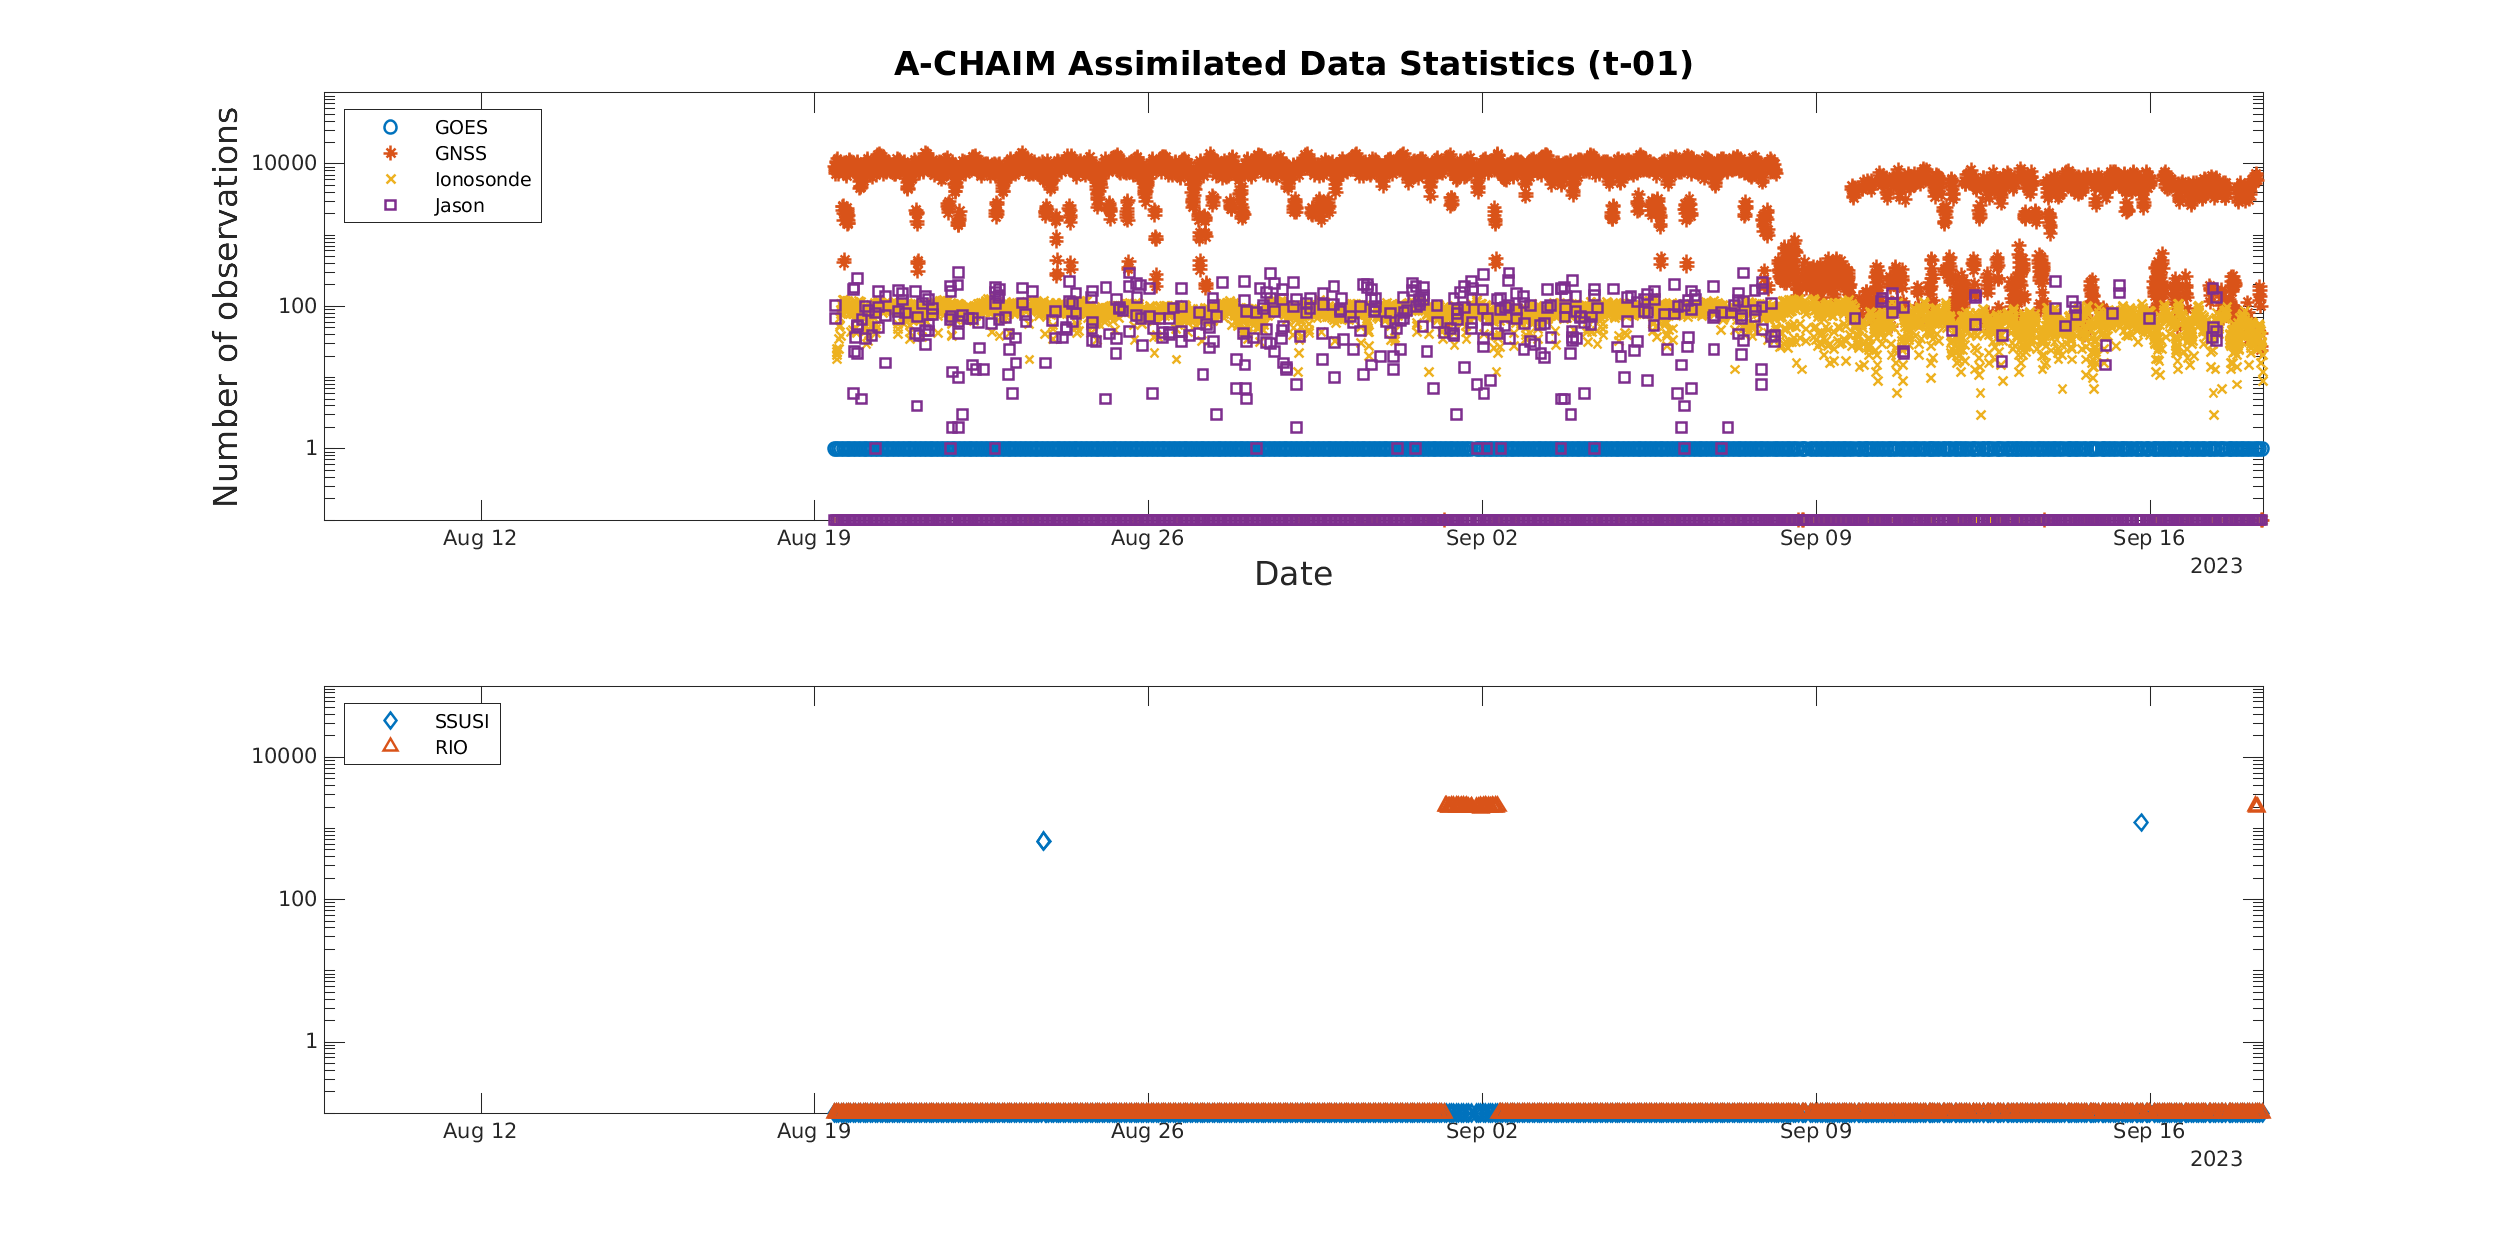 A-CHAIM Assimilated Data Statistics (t-01)
Number of observations
10000
100
1
GOES
GNSS
Ionosonde
Jason
Aug 12
Aug 19
Aug 26
Sep 02
Sep 09
Sep 16
2023
Date
10000
100
1
SSUSI
RIO
Aug 12
Aug 19
Aug 26
Sep 02
Sep 09
Sep 16
2023